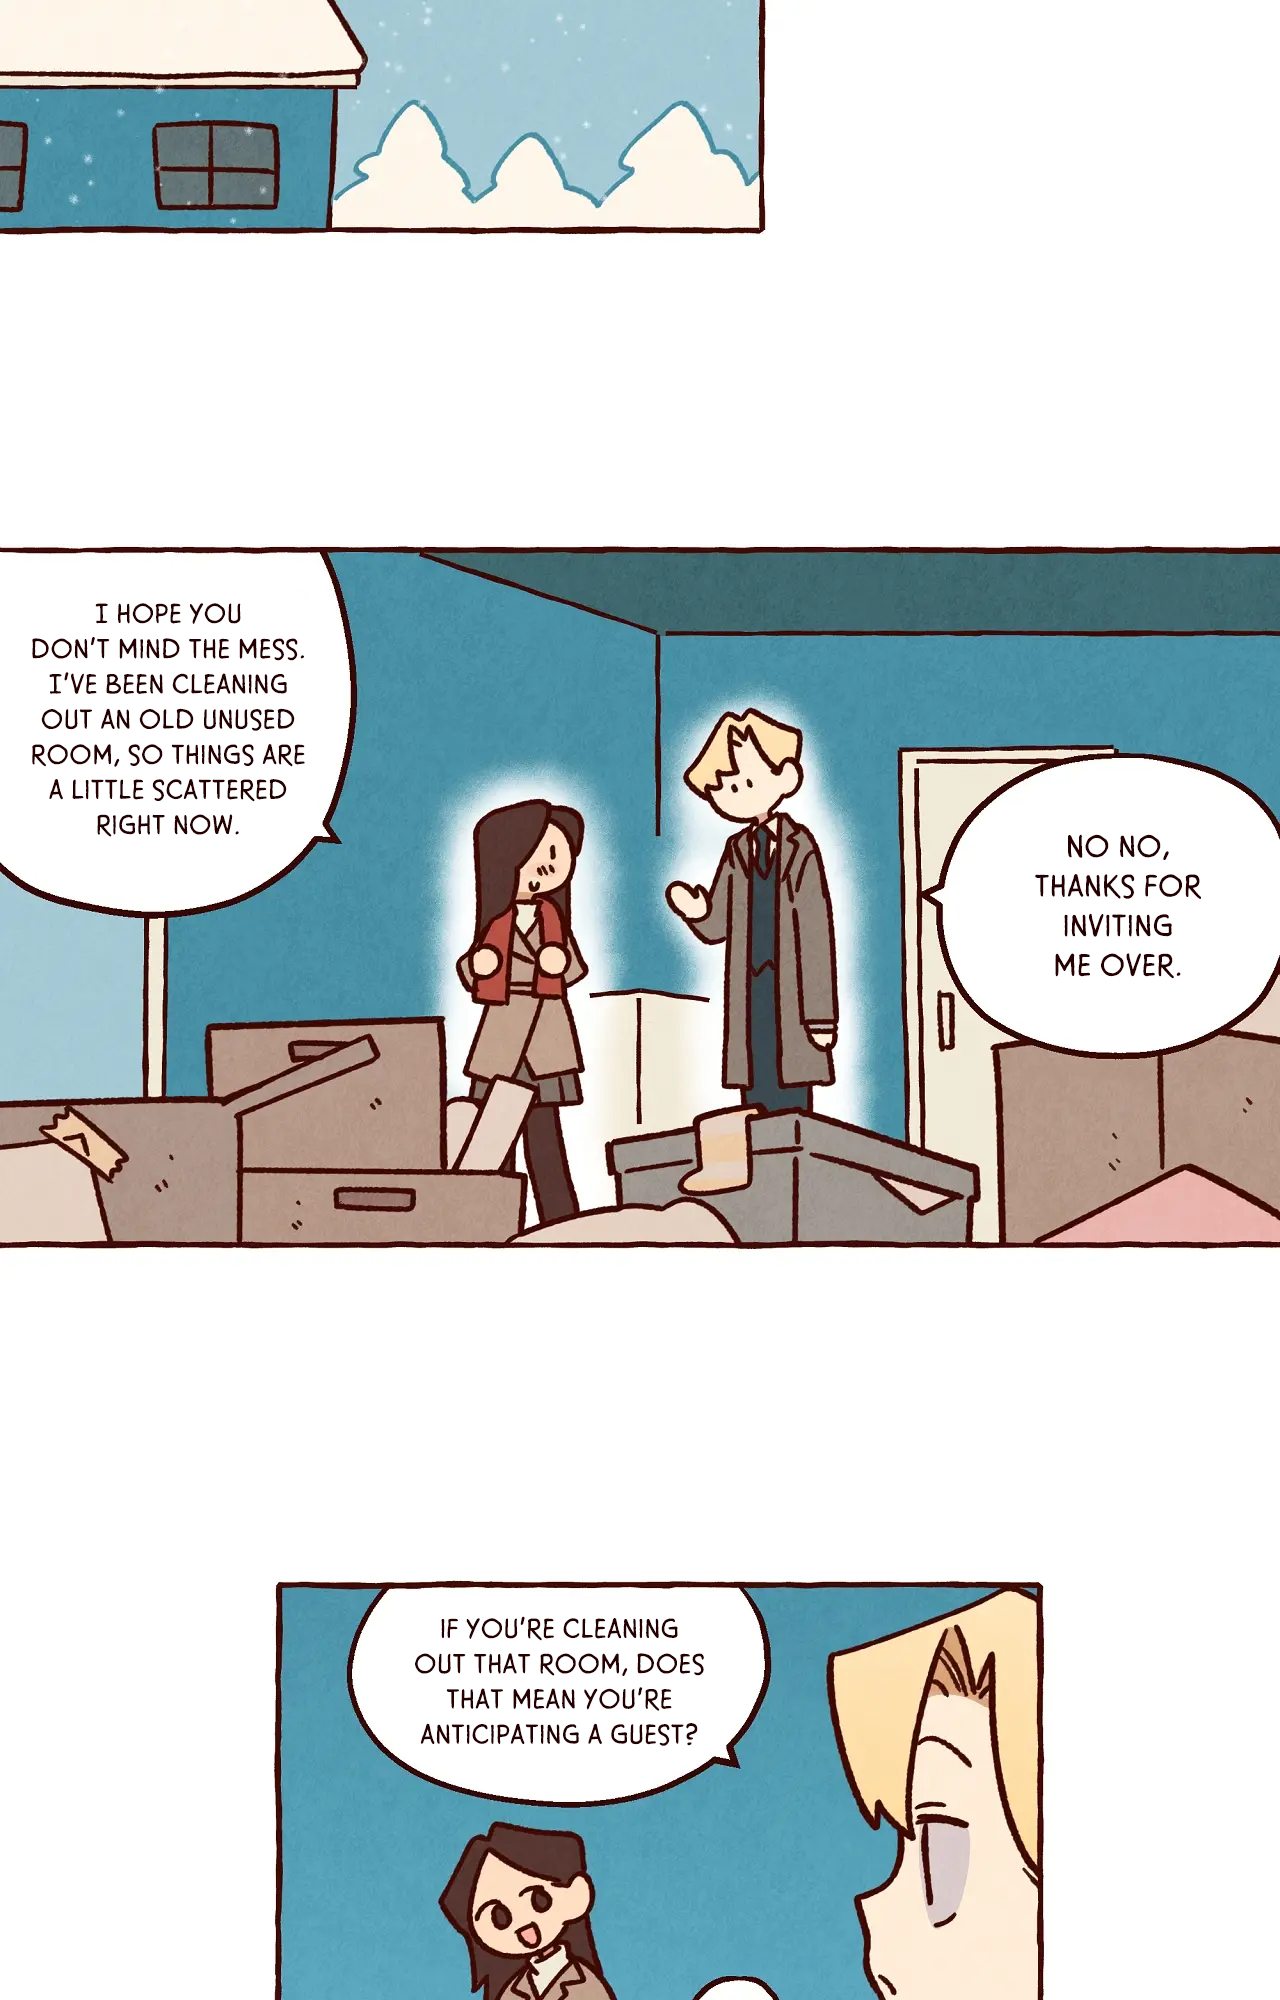 I HOPE YOU
DON'T MIND THE MESS.
I'VE BEEN CLEANING
OUT AN OLD UNUSED
ROOM, SO THINGS ARE
A LITTLE SCATTERED
RIGHT NOW.
NO NO,
THANKS FOR
INVITING
ME OVER.
IF YOU'RE CLEANING
OUT THAT ROOM, DOES
THAT MEAN YOU'RE
ANTICIPATING A GUEST?